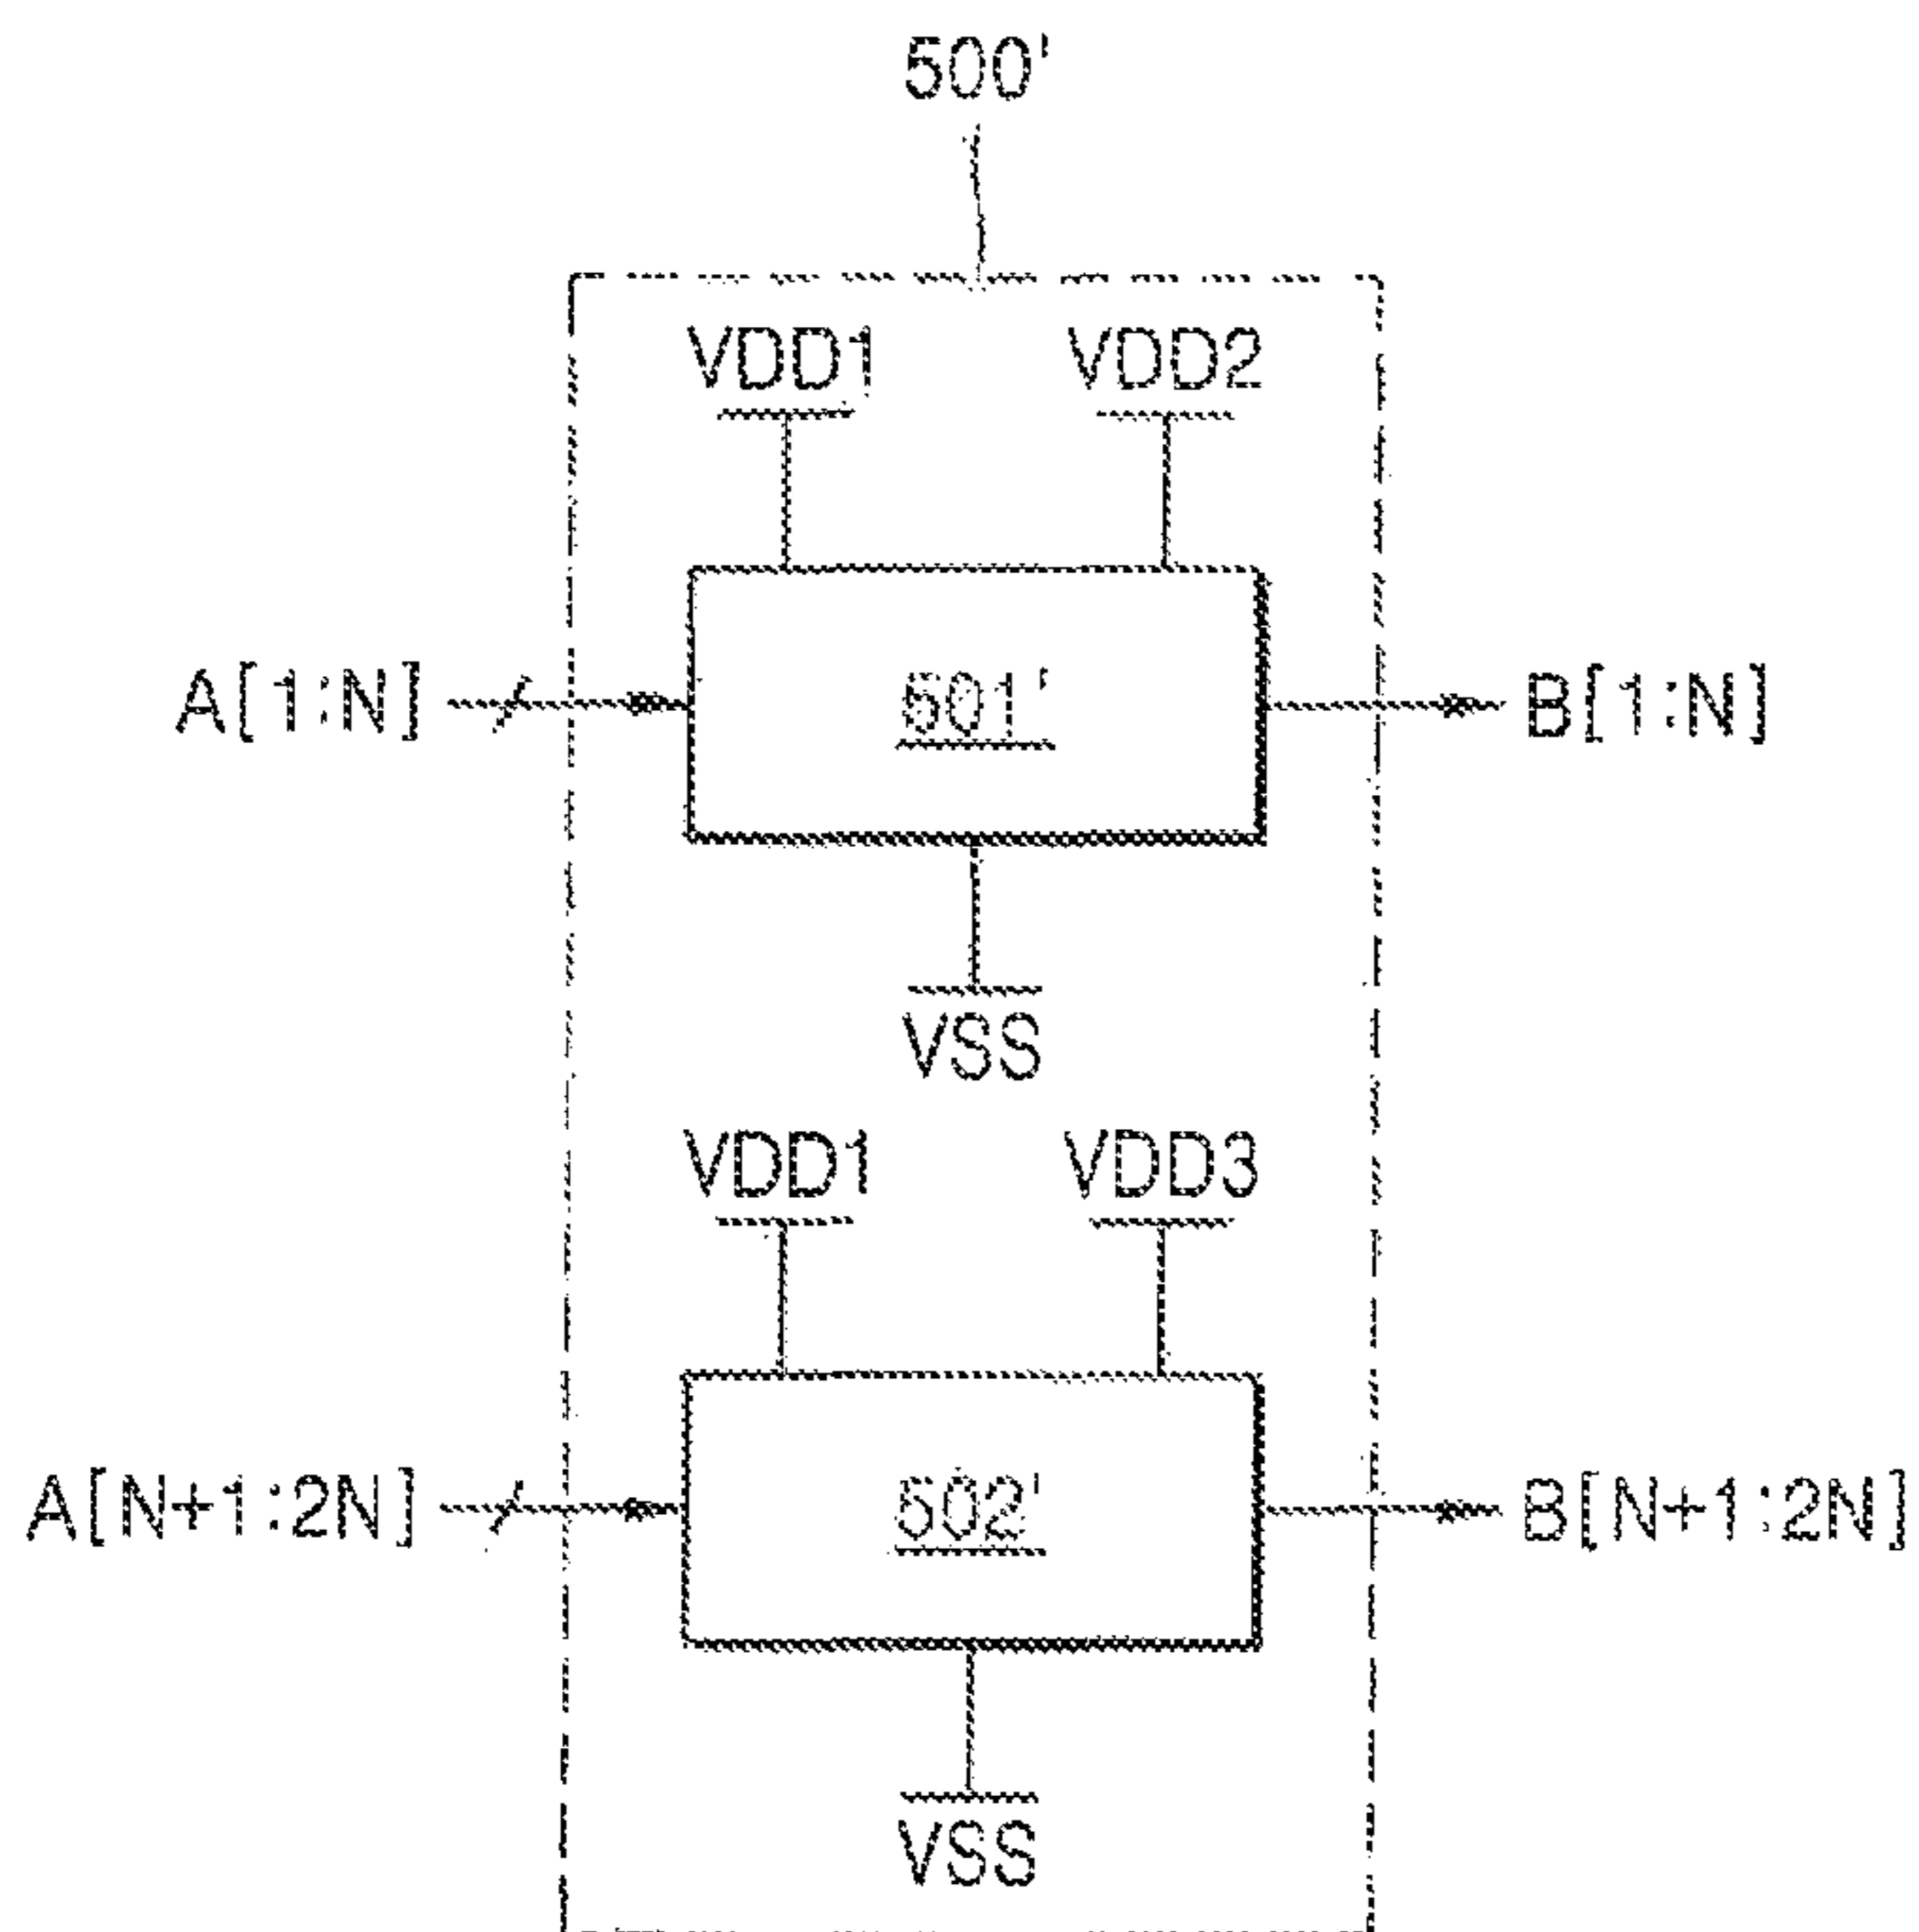 500'
VDD1 VDD2
A[1:N] 501' B[1:N]
VSS
VDD1 VDD3
A[N+1:2N] 502' B[N+1:2N]
VSS